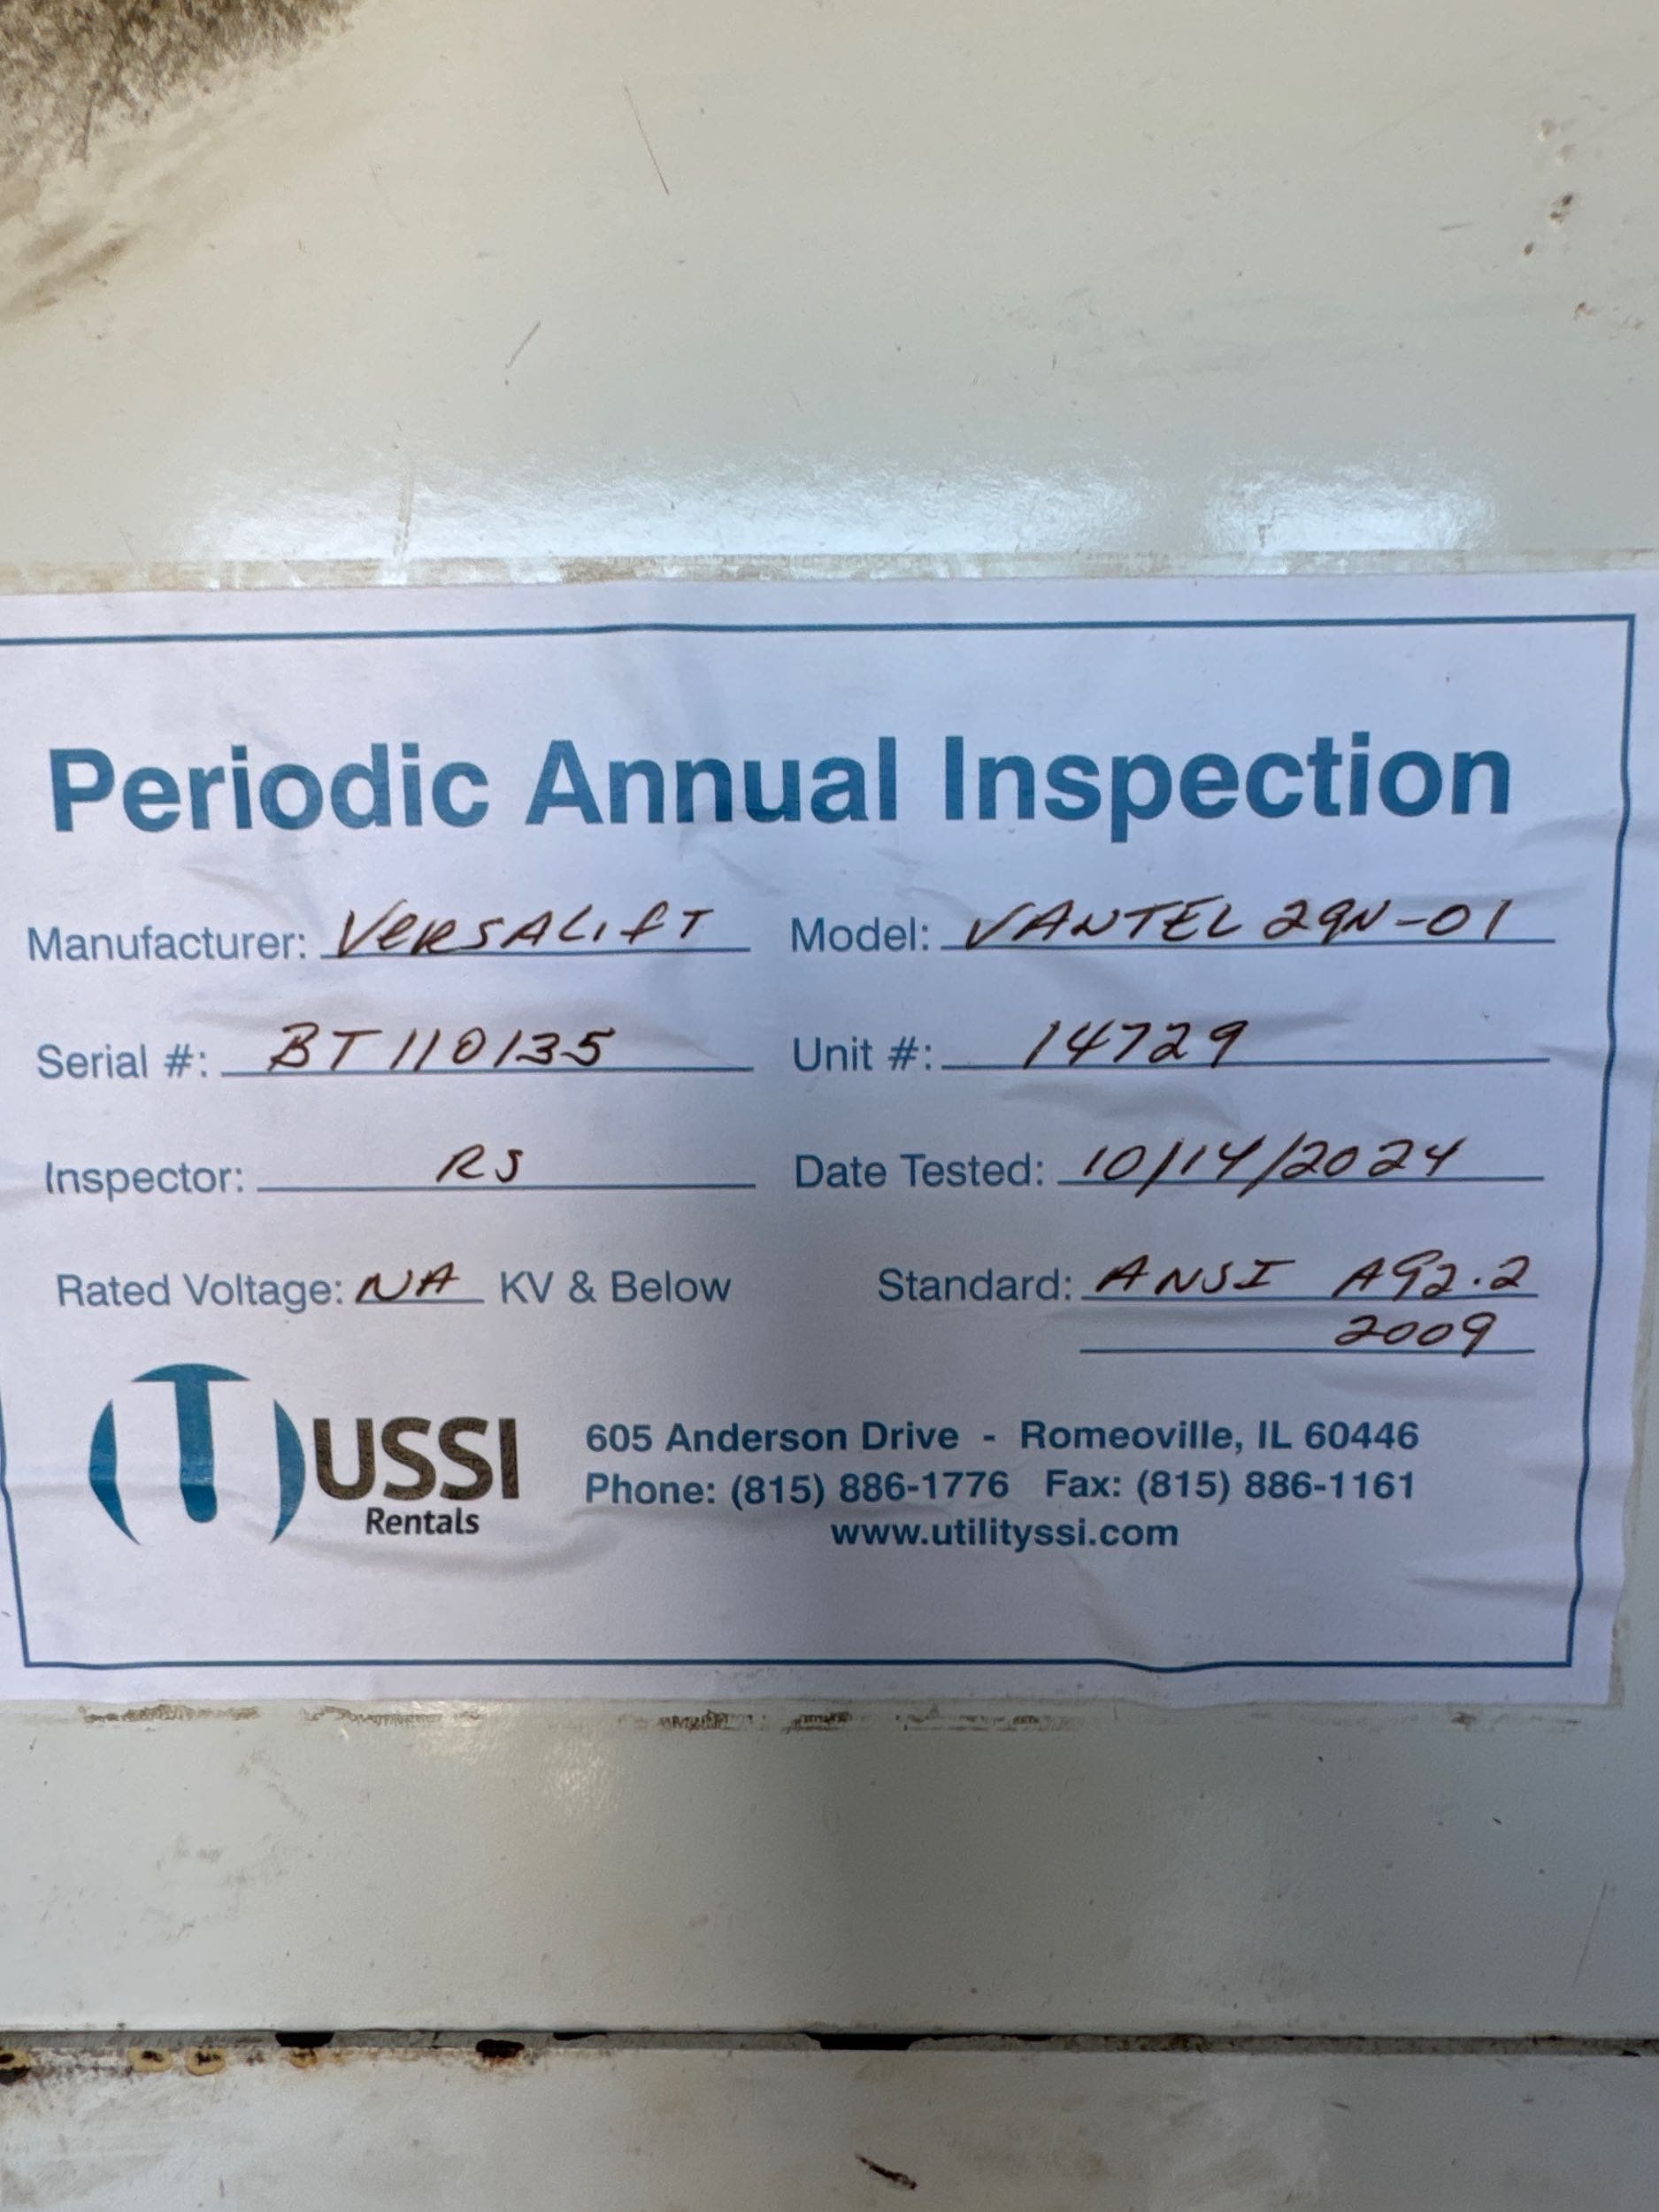 Periodic Annual Inspection
Manufacturer: VERSALIfT Model: VANTEL 29N-01
Serial #: BT110135 Unit #: 14729
Inspector: RS Date Tested: 10/14/2024
Rated Voltage: NA KV & Below Standard: ANSI A92.2
2009
TUSSI
Rentals
605 Anderson Drive - Romeoville, IL 60446
Phone: (815) 886-1776 Fax: (815) 886-1161
www.utilityssi.com